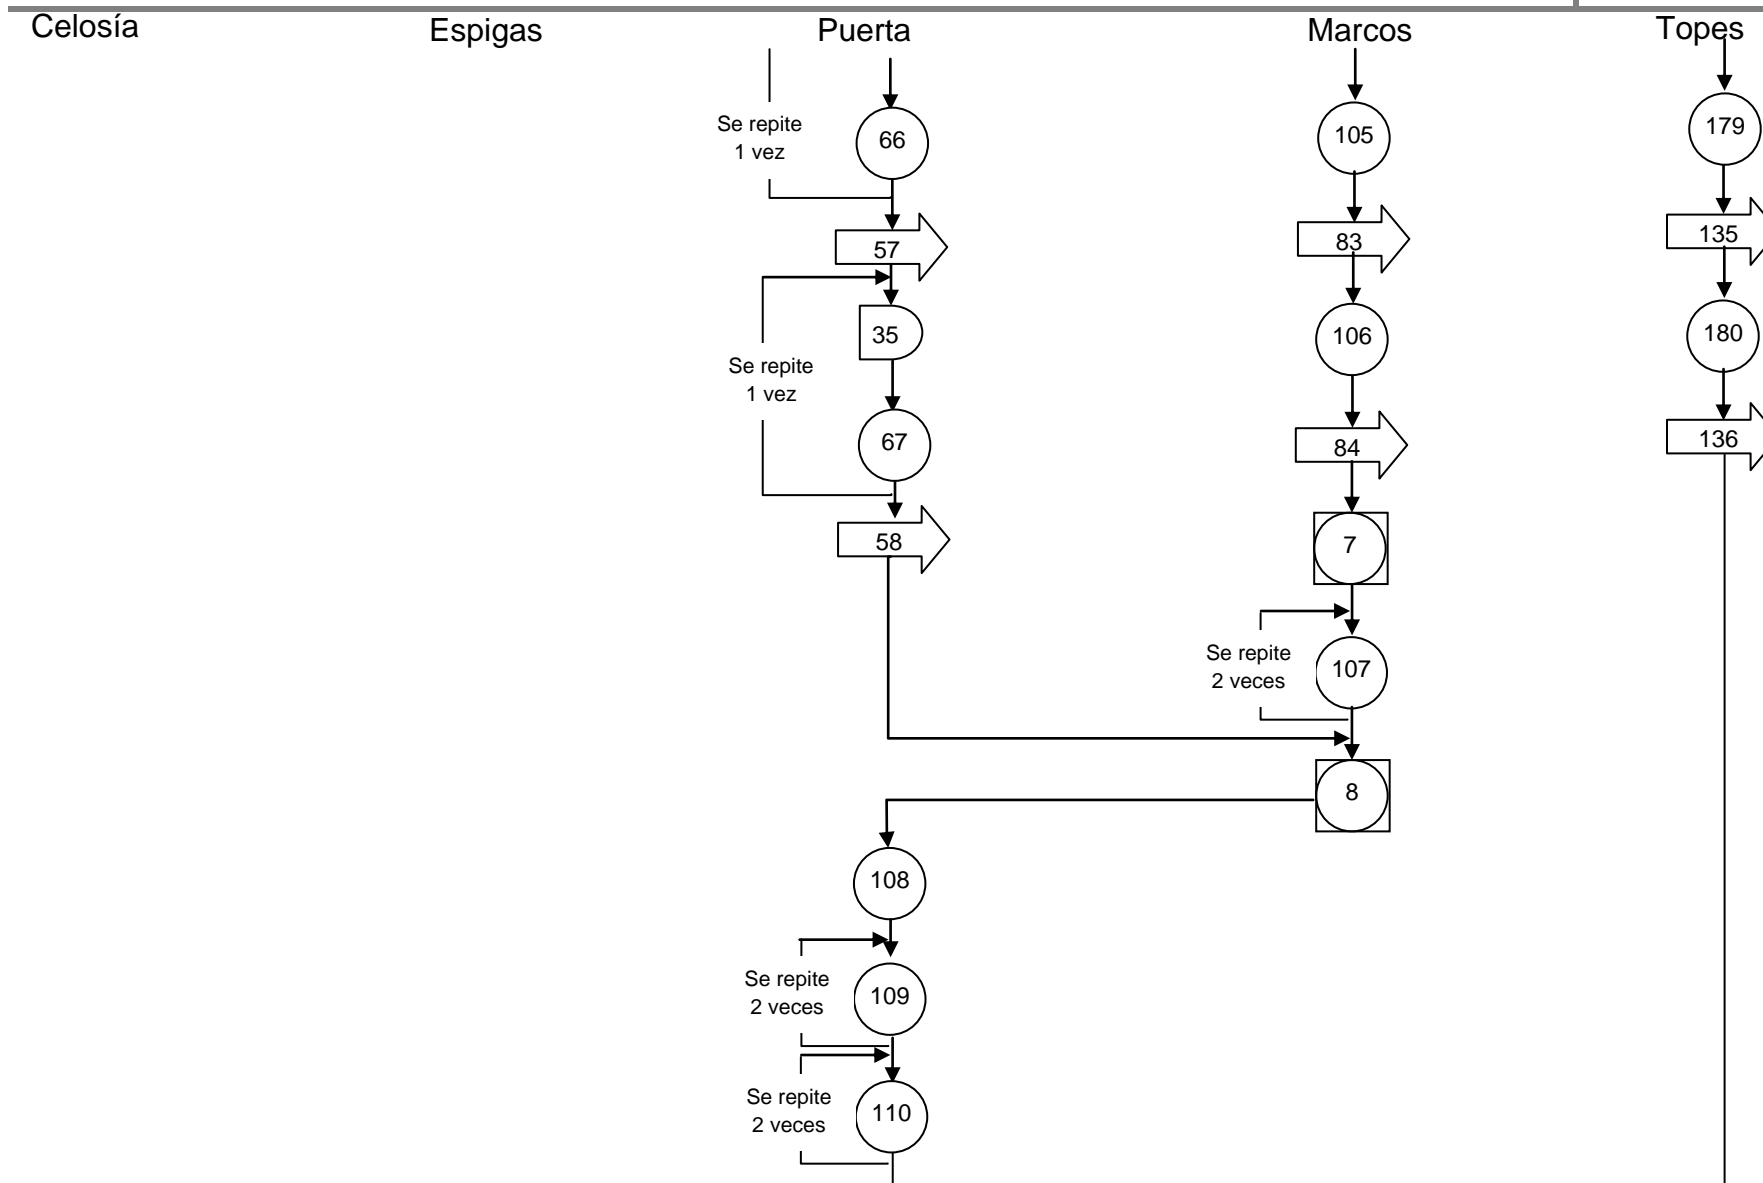 Celosía
Espigas
Puerta
Marcos
Topes
Se repite
1 vez
66
105
179
57
83
135
35
106
180
Se repite
1 vez
67
84
136
58
7
Se repite
2 veces
107
8
108
Se repite
2 veces
109
Se repite
2 veces
110